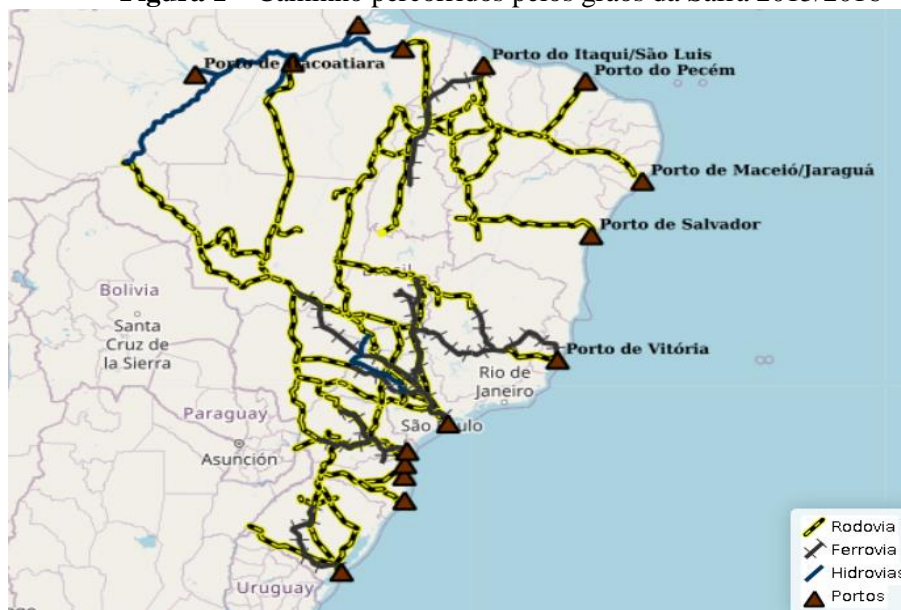 Figura 1 – Caminho percorridos pelos grãos da Safra 2015/2016
Porto de Itacoatiara
Porto do Itaqui/São Luis
Porto do Pecém
Porto de Maceió/Jaraguá
Porto de Salvador
Bolivia
Santa
Cruz de
la Sierra
Porto de Vitória
Rio de
Janeiro
Paraguay
São Paulo
Asunción
Uruguay
Rodovia
Ferrovia
Hidrovias
Portos